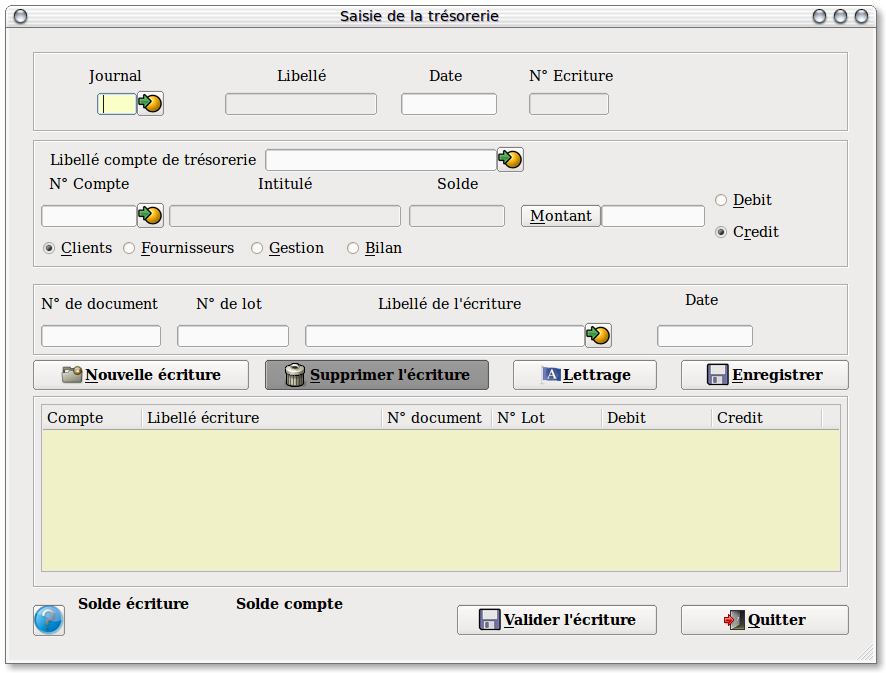 Saisie de la trésorerie
Journal Libellé Date N° Ecriture
Libellé compte de trésorerie
N° Compte Intitulé Solde
Montant
Debit
Credit
Clients Fournisseurs Gestion Bilan
N° de document N° de lot Libellé de l'écriture Date
Nouvelle écriture Supprimer l'écriture Lettrage Enregistrer
Compte Libellé écriture N° document N° Lot Debit Credit
Solde écriture Solde compte
Valider l'écriture Quitter